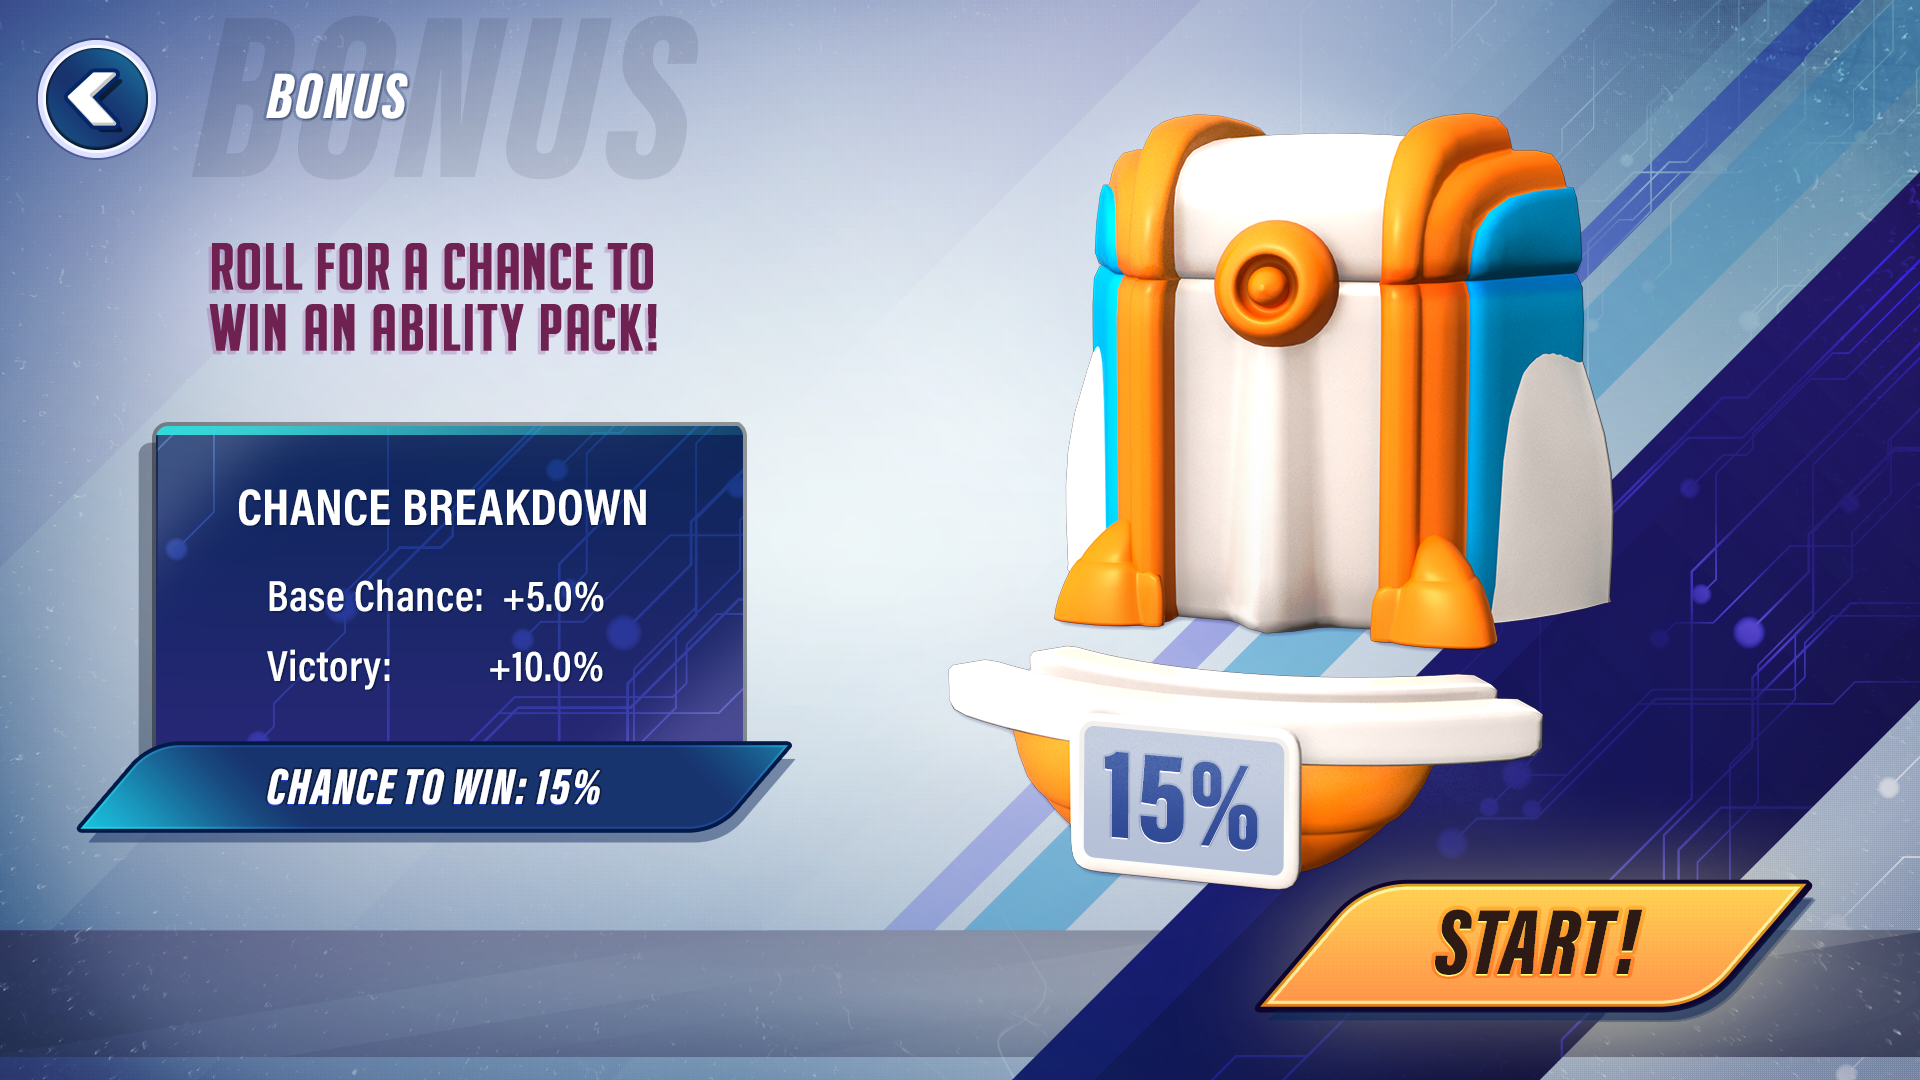 BONUS
BONUS
ROLL FOR A CHANCE TO
WIN AN ABILITY PACK!
CHANCE BREAKDOWN
Base Chance: +5.0%
Victory: +10.0%
CHANCE TO WIN: 15%
15%
START!